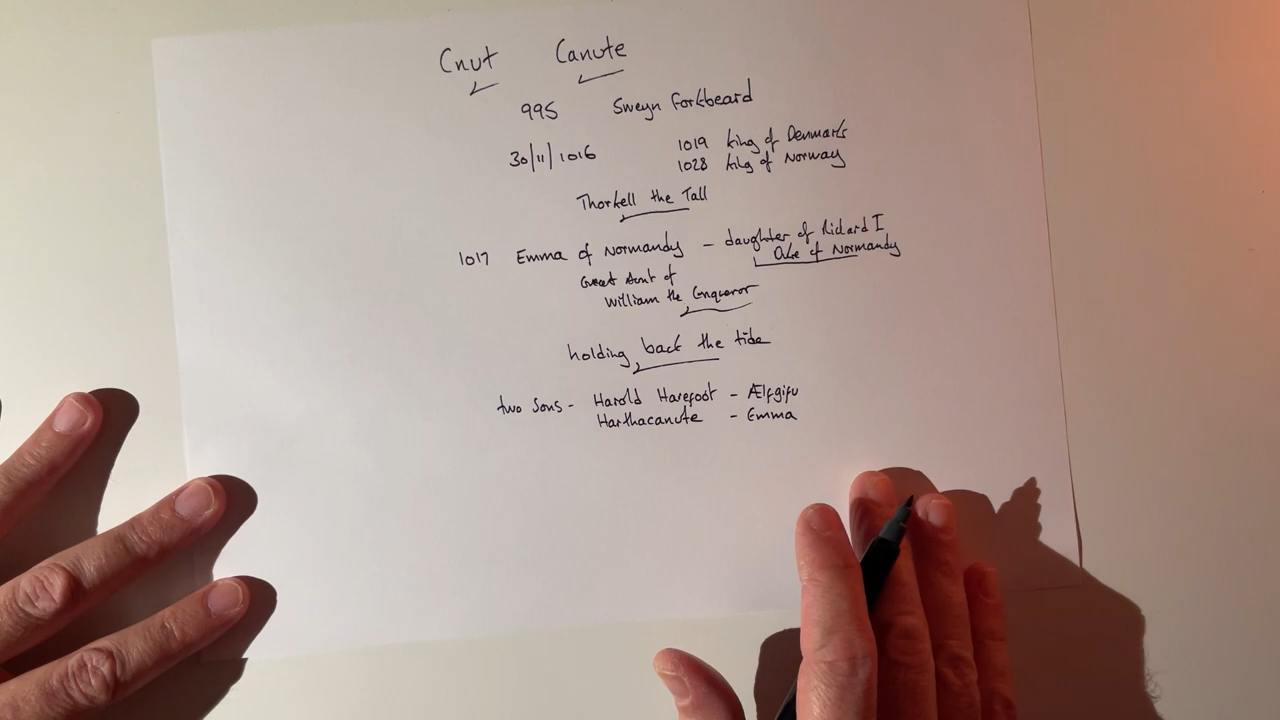 Cnut Canute
995 Sweyn Forkbeard
30/11/1016 1019 King of Denmark
1028 King of Norway
Thorkell the Tall
1017 Emma of Normandy - daughter of Richard I
Duke of Normandy
Great Aunt of
William the Conqueror
holding back the tide
two sons - Harold Harefoot - Ælfgifu
Harthacanute - Emma